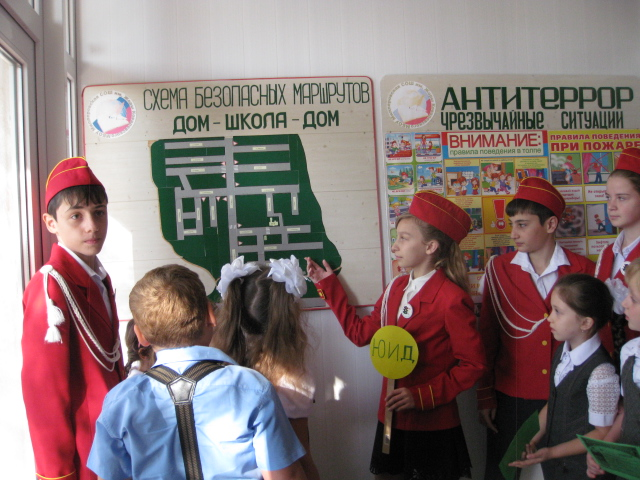 СХЕМА БЕЗОПАСНЫХ МАРШРУТОВ
ДОМ - ШКОЛА - ДОМ
АНТИТЕРРОР
ЧРЕЗВЫЧАЙНЫЕ СИТУАЦИИ
ВНИМАНИЕ:
правила поведения в толпе
ПРАВИЛА ПОВЕДЕНИЯ
ПРИ ПОЖАРЕ
ЮИД